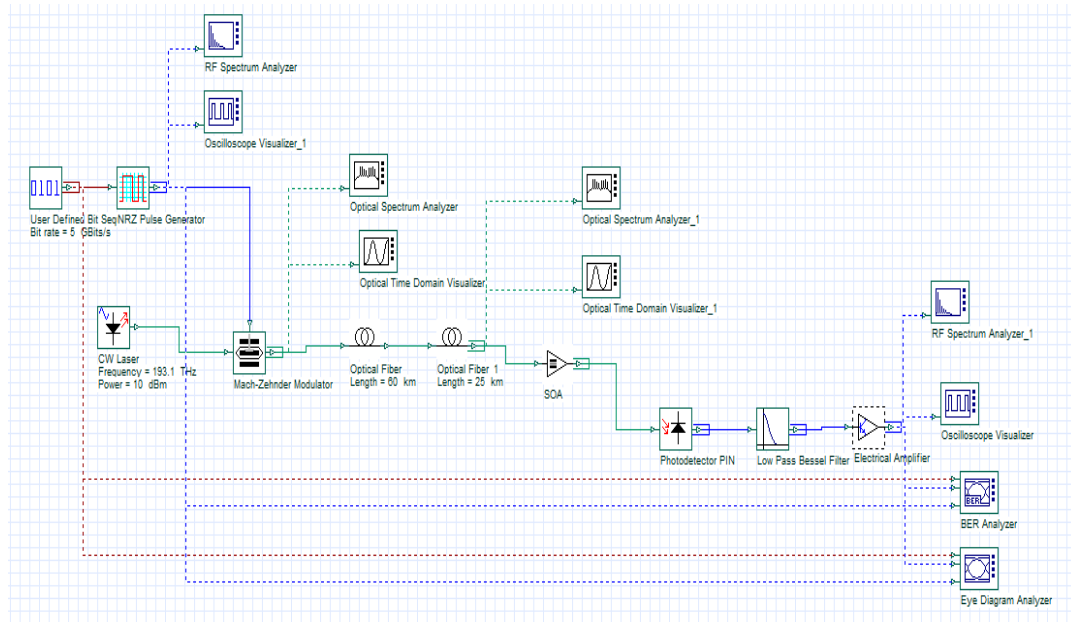 RF Spectrum Analyzer
Oscilloscope Visualizer_1
0101
User Defined Bit Seq
Bit rate = 5 GBits/s
NRZ Pulse Generator
Optical Spectrum Analyzer
Optical Time Domain Visualizer
Optical Spectrum Analyzer_1
Optical Time Domain Visualizer_1
CW Laser
Frequency = 193.1 THz
Power = 10 dBm
Mach-Zehnder Modulator
Optical Fiber
Length = 60 km
Optical Fiber 1
Length = 25 km
SOA
RF Spectrum Analyzer_1
Oscilloscope Visualizer
Photodetector PIN
Low Pass Bessel Filter
Electrical Amplifier
BER
BER Analyzer
Eye Diagram Analyzer